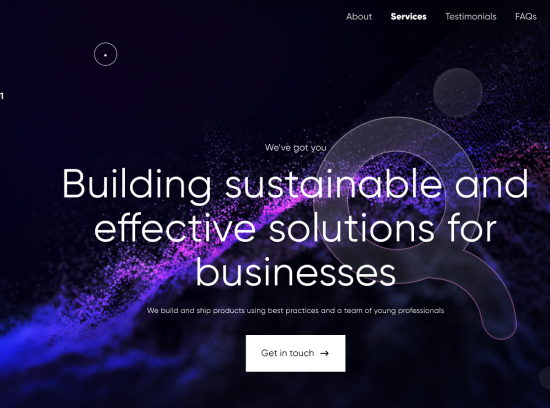 About Services Testimonials FAQs
1
We've got you
Building sustainable and
effective solutions for
businesses
We build and ship products using best practices and a team of young professionals
Get in touch →